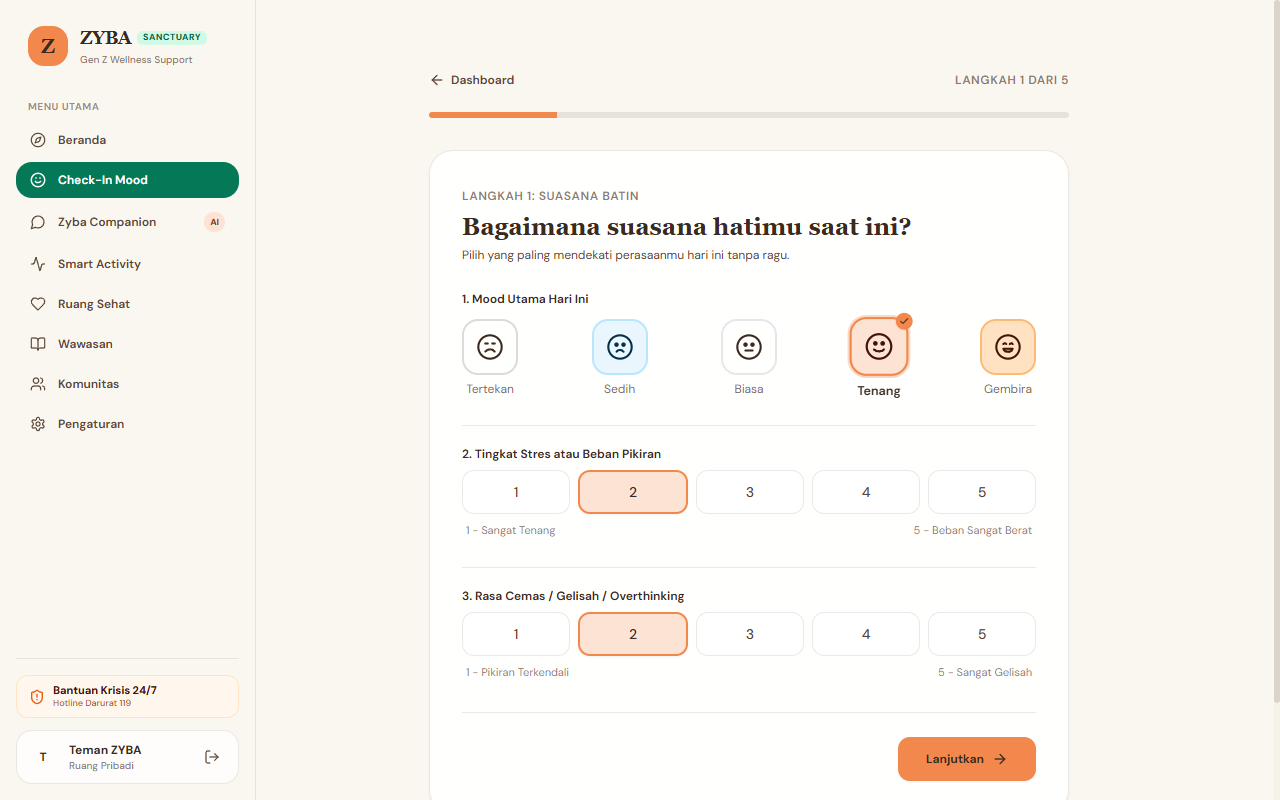 Z
ZYBA SANCTUARY
Gen Z Wellness Support
MENU UTAMA
Beranda
Check-In Mood
Zyba Companion AI
Smart Activity
Ruang Sehat
Wawasan
Komunitas
Pengaturan
Bantuan Krisis 24/7
Hotline Darurat 119
T
Teman ZYBA
Ruang Pribadi
Dashboard
LANGKAH 1 DARI 5
LANGKAH 1: SUASANA BATIN
Bagaimana suasana hatimu saat ini?
Pilih yang paling mendekati perasaanmu hari ini tanpa ragu.
1. Mood Utama Hari Ini
Tertekan Sedih Biasa Tenang Gembira
2. Tingkat Stres atau Beban Pikiran
1 2 3 4 5
1 - Sangat Tenang 5 - Beban Sangat Berat
3. Rasa Cemas / Gelisah / Overthinking
1 2 3 4 5
1 - Pikiran Terkendali 5 - Sangat Gelisah
Lanjutkan